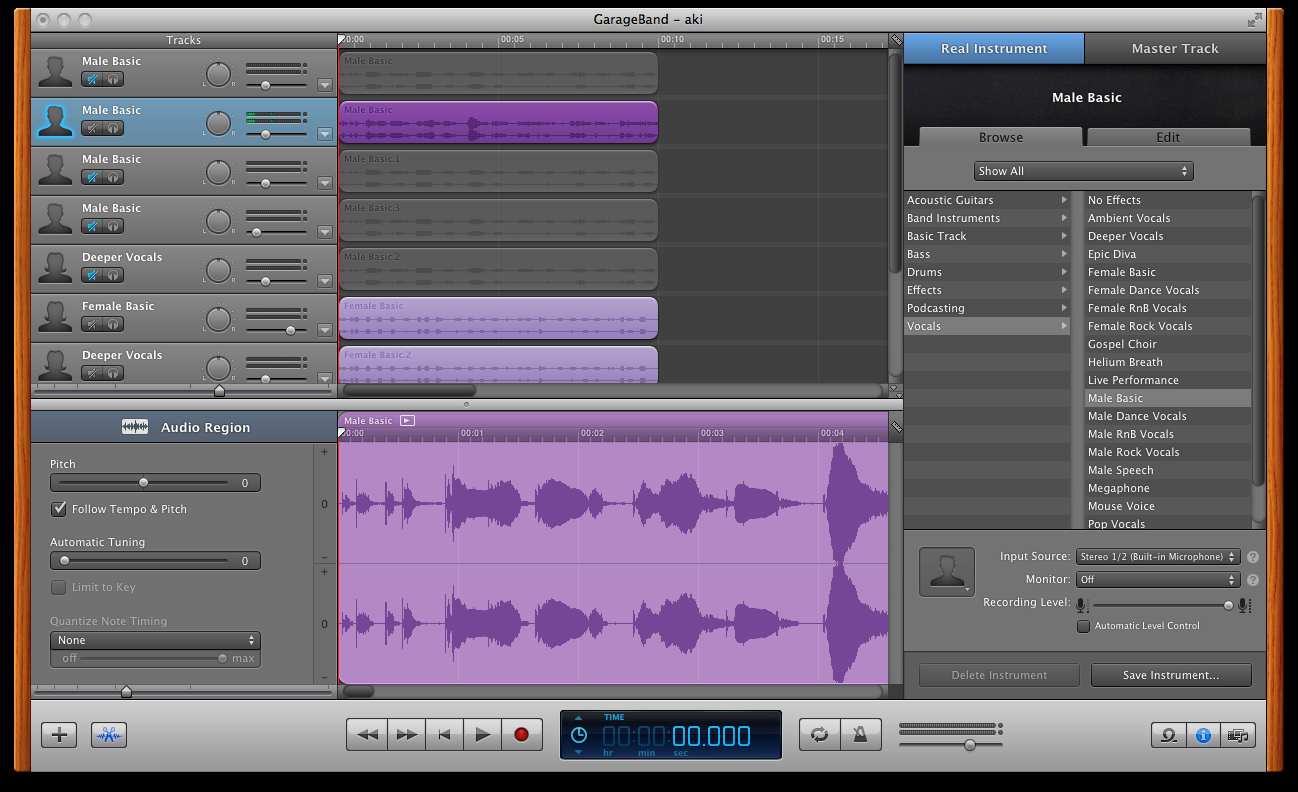 GarageBand - aki
Tracks
0:00 00:05 00:10 00:15
Real Instrument Master Track
Male Basic
L R
Male Basic
Male Basic
L R
Male Basic
Male Basic
L R
Male Basic.1
Male Basic
L R
Male Basic.3
Deeper Vocals
L R
Male Basic.2
Female Basic
L R
Female Basic
Deeper Vocals
L R
Female Basic.2
Male Basic
Browse Edit
Show All
Acoustic Guitars
Band Instruments
Basic Track
Bass
Drums
Effects
Podcasting
Vocals
No Effects
Ambient Vocals
Deeper Vocals
Epic Diva
Female Basic
Female Dance Vocals
Female RnB Vocals
Female Rock Vocals
Gospel Choir
Helium Breath
Live Performance
Male Basic
Male Dance Vocals
Male RnB Vocals
Male Rock Vocals
Male Speech
Megaphone
Mouse Voice
Pop Vocals
Audio Region
Pitch
0
Follow Tempo & Pitch
Automatic Tuning
0
Limit to Key
Quantize Note Timing
None
off max
+
0
-
+
0
-
Male Basic
0:00 00:01 00:02 00:03 00:04
Input Source: Stereo 1/2 (Built-in Microphone) ?
Monitor: Off ?
Recording Level:
Automatic Level Control
Delete Instrument Save Instrument...
TIME
00:00:00.000
hr min sec